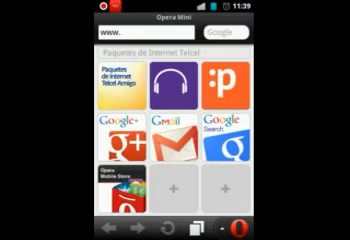 11:39
Opera Mini
www.
Google
Paquetes de Internet Telcel
Paquetes
de internet
Telcel Amigo
:p
Google+
g+
Gmail
Google
Search
g
Opera
Mobile Store